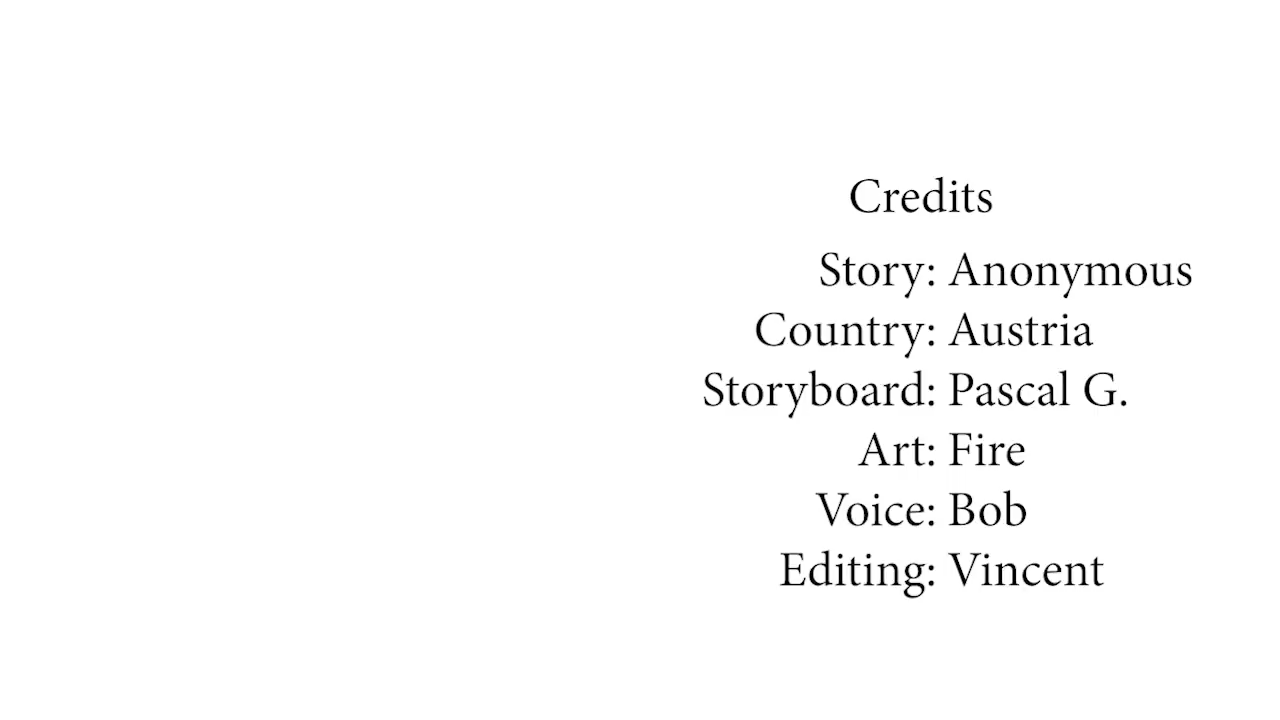 Credits
Story: Anonymous
Country: Austria
Storyboard: Pascal G.
Art: Fire
Voice: Bob
Editing: Vincent